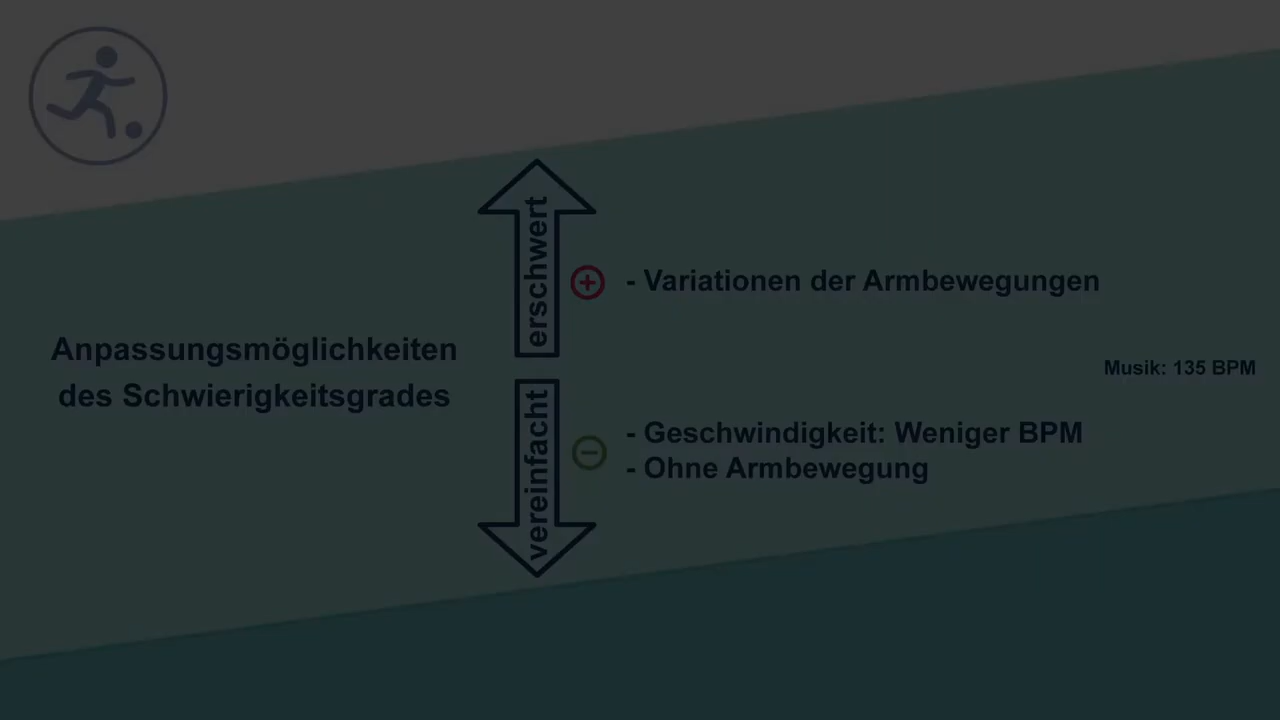 Anpassungsmöglichkeiten
des Schwierigkeitsgrades
erschwert
- Variationen der Armbewegungen
Musik: 135 BPM
vereinfacht
- Geschwindigkeit: Weniger BPM
- Ohne Armbewegung